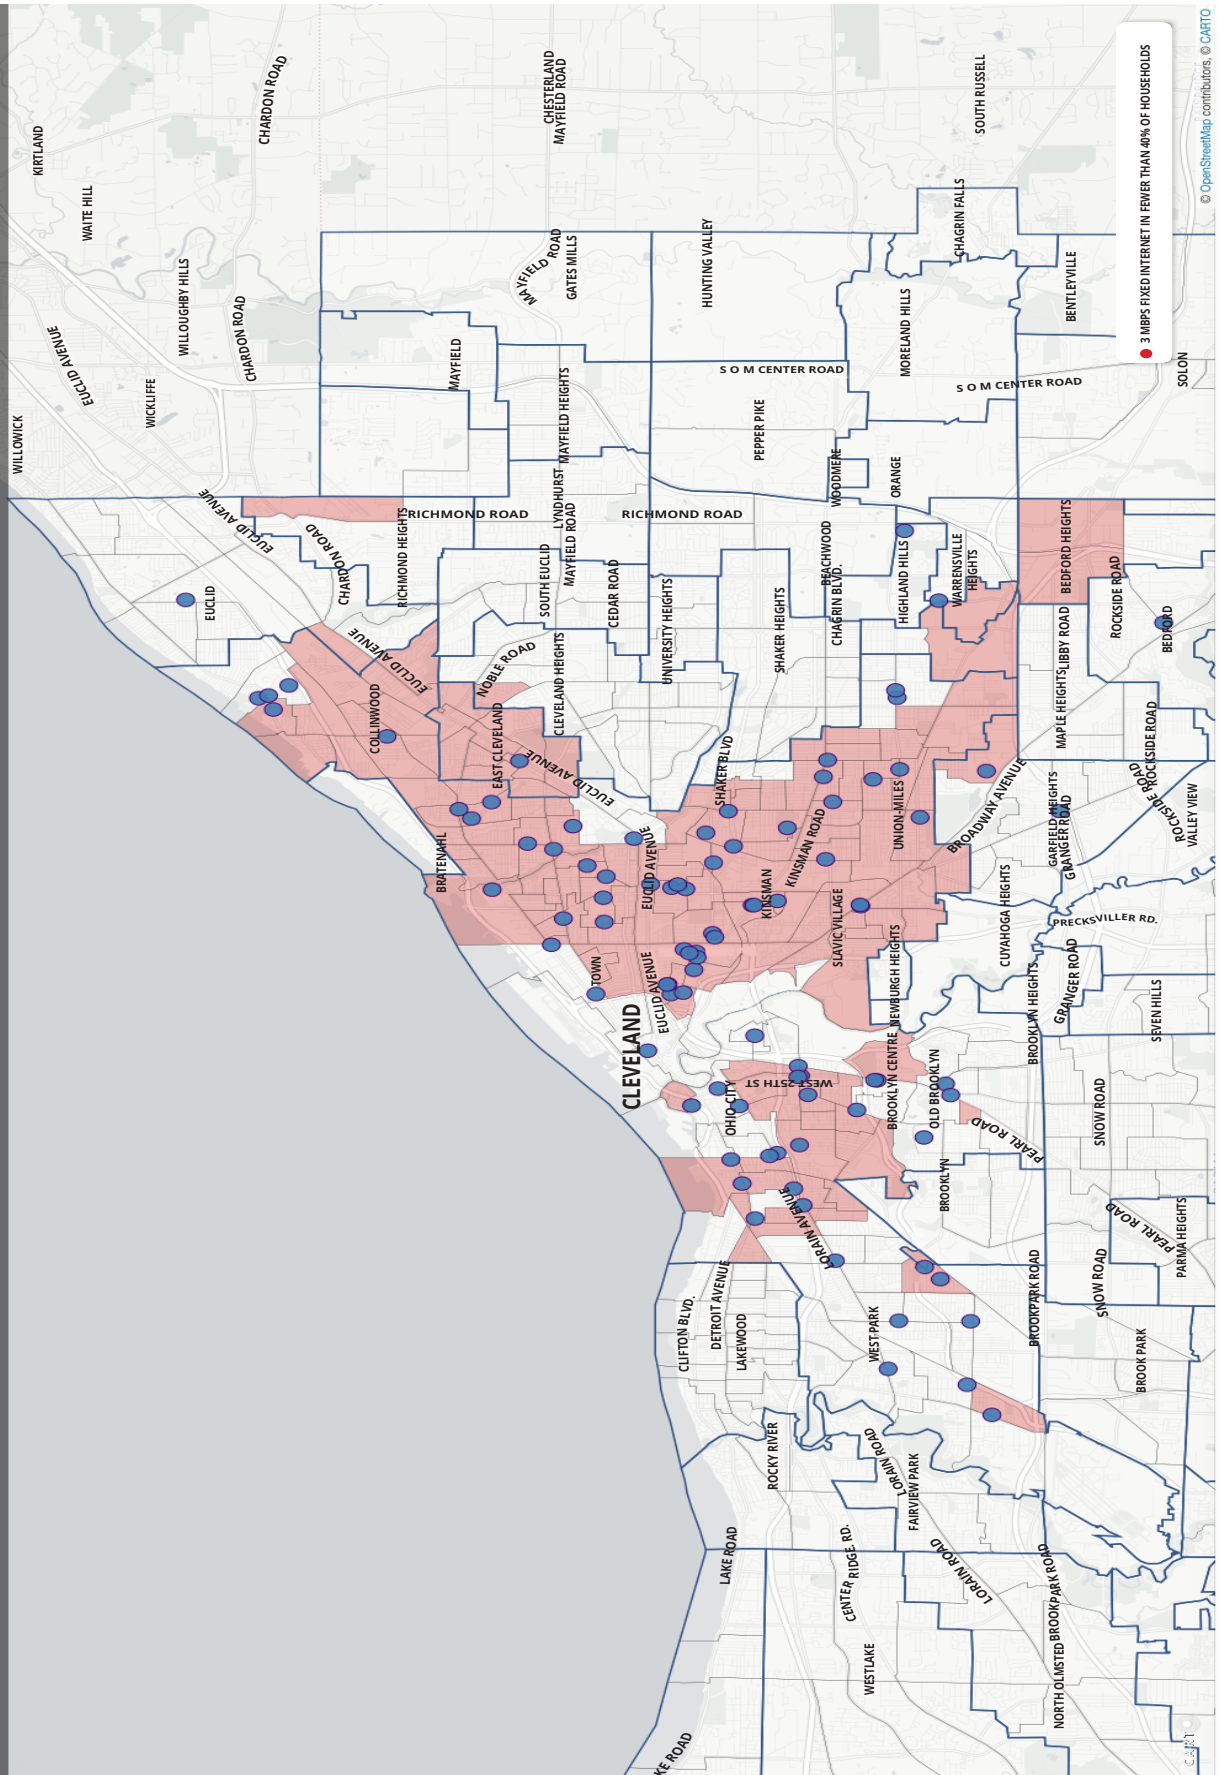 KIRTLAND
WAITE HILL
CHARDON ROAD
CHESTERLAND
MAYFIELD ROAD
SOUTH RUSSELL
3 MBPS FIXED INTERNET IN FEWER THAN 40% OF HOUSEHOLDS
© OpenStreetMap contributors, © CARTO
EUCLID AVENUE
WILLOUGHBY HILLS
CHARDON ROAD
WICKLIFFE
WILLOWICK
MAYFIELD ROAD
GATES MILLS
HUNTING VALLEY
CHAGRIN FALLS
BENTLEYVILLE
MAYFIELD
MAYFIELD HEIGHTS
S O M CENTER ROAD
MORELAND HILLS
S O M CENTER ROAD
SOLON
PEPPER PIKE
WOODMERE
ORANGE
EUCLID AVENUE
CHARDON ROAD
RICHMOND HEIGHTS
RICHMOND ROAD
LYNDHURST
MAYFIELD ROAD
RICHMOND ROAD
BEACHWOOD
CHAGRIN BLVD.
HIGHLAND HILLS
WARRENSVILLE
HEIGHTS
BEDFORD HEIGHTS
ROCKSIDE ROAD
BEDFORD
EUCLID
SOUTH EUCLID
CEDAR ROAD
UNIVERSITY HEIGHTS
SHAKER HEIGHTS
LIBBY ROAD
MAPLE HEIGHTS
EUCLID AVENUE
NOBLE ROAD
CLEVELAND HEIGHTS
COLLINWOOD
EAST CLEVELAND
EUCLID AVENUE
SHAKER BLVD
ROCKSIDE ROAD
ROCKSIDE ROAD
VALLEY VIEW
BROADWAY AVENUE
GARFIELD HEIGHTS
GRANGER ROAD
UNION-MILES
KINSMAN ROAD
KINSMAN
BRATENAHL
EUCLID AVENUE
SLAVIC VILLAGE
CUYAHOGA HEIGHTS
PRECKSVILLER RD.
NEWBURGH HEIGHTS
TOWN
EUCLID AVENUE
CLEVELAND
BROOKLYN HEIGHTS
GRANGER ROAD
SEVEN HILLS
OHIO CITY
WEST 25TH ST
BROOKLYN CENTRE
OLD BROOKLYN
PEARL ROAD
SNOW ROAD
BROOKLYN
LORAIN AVENUE
PEARL ROAD
PARMA HEIGHTS
CLIFTON BLVD.
DETROIT AVENUE
LAKEWOOD
WEST PARK
BROOKPARK ROAD
SNOW ROAD
BROOK PARK
ROCKY RIVER
LORAIN ROAD
FAIRVIEW PARK
LAKE ROAD
CENTER RIDGE. RD.
LORAIN ROAD
BROOKPARK ROAD
WESTLAKE
NORTH OLMSTED
KE ROAD
CARTO